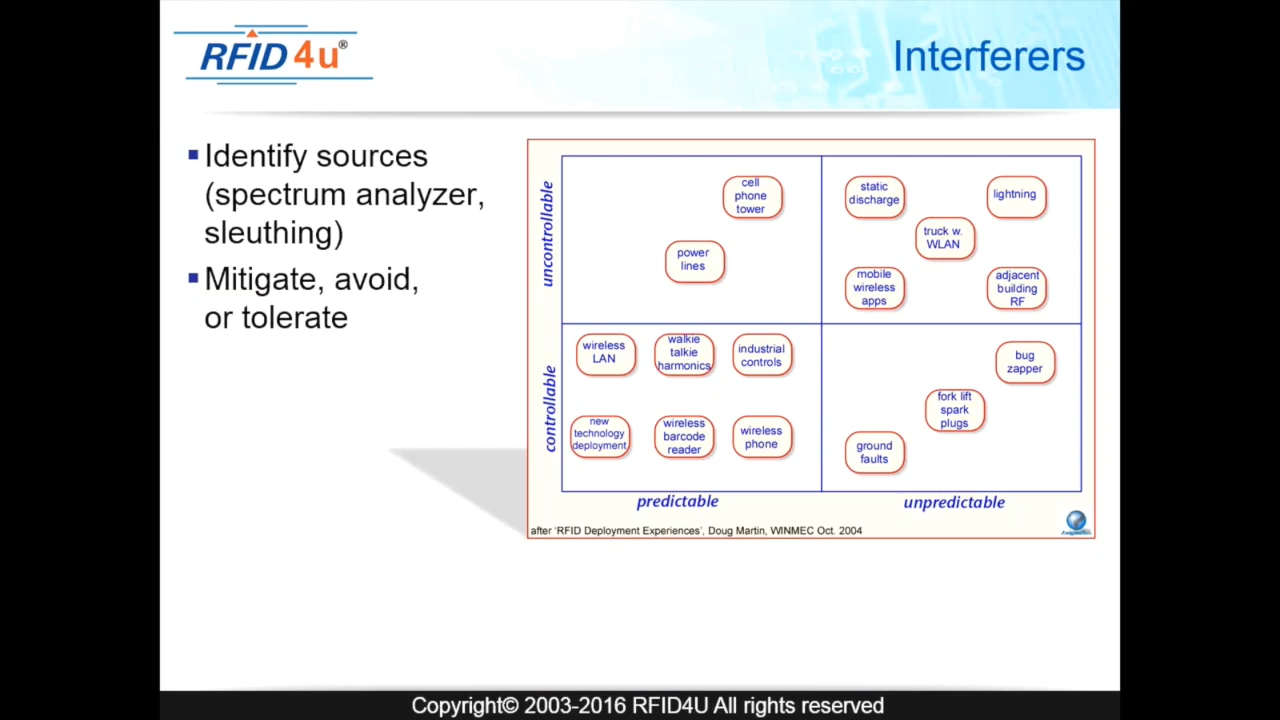 RFID 4u®
Interferers
Identify sources
(spectrum analyzer,
sleuthing)
Mitigate, avoid,
or tolerate
uncontrollable
cell
phone
tower
power
lines
static
discharge
lightning
truck w.
WLAN
mobile
wireless
apps
adjacent
building
RF
controllable
wireless
LAN
walkie
talkie
harmonics
industrial
controls
new
technology
deployment
wireless
barcode
reader
wireless
phone
bug
zapper
fork lift
spark
plugs
ground
faults
predictable
unpredictable
after 'RFID Deployment Experiences', Doug Martin, WINMEC Oct. 2004
Copyright© 2003-2016 RFID4U All rights reserved